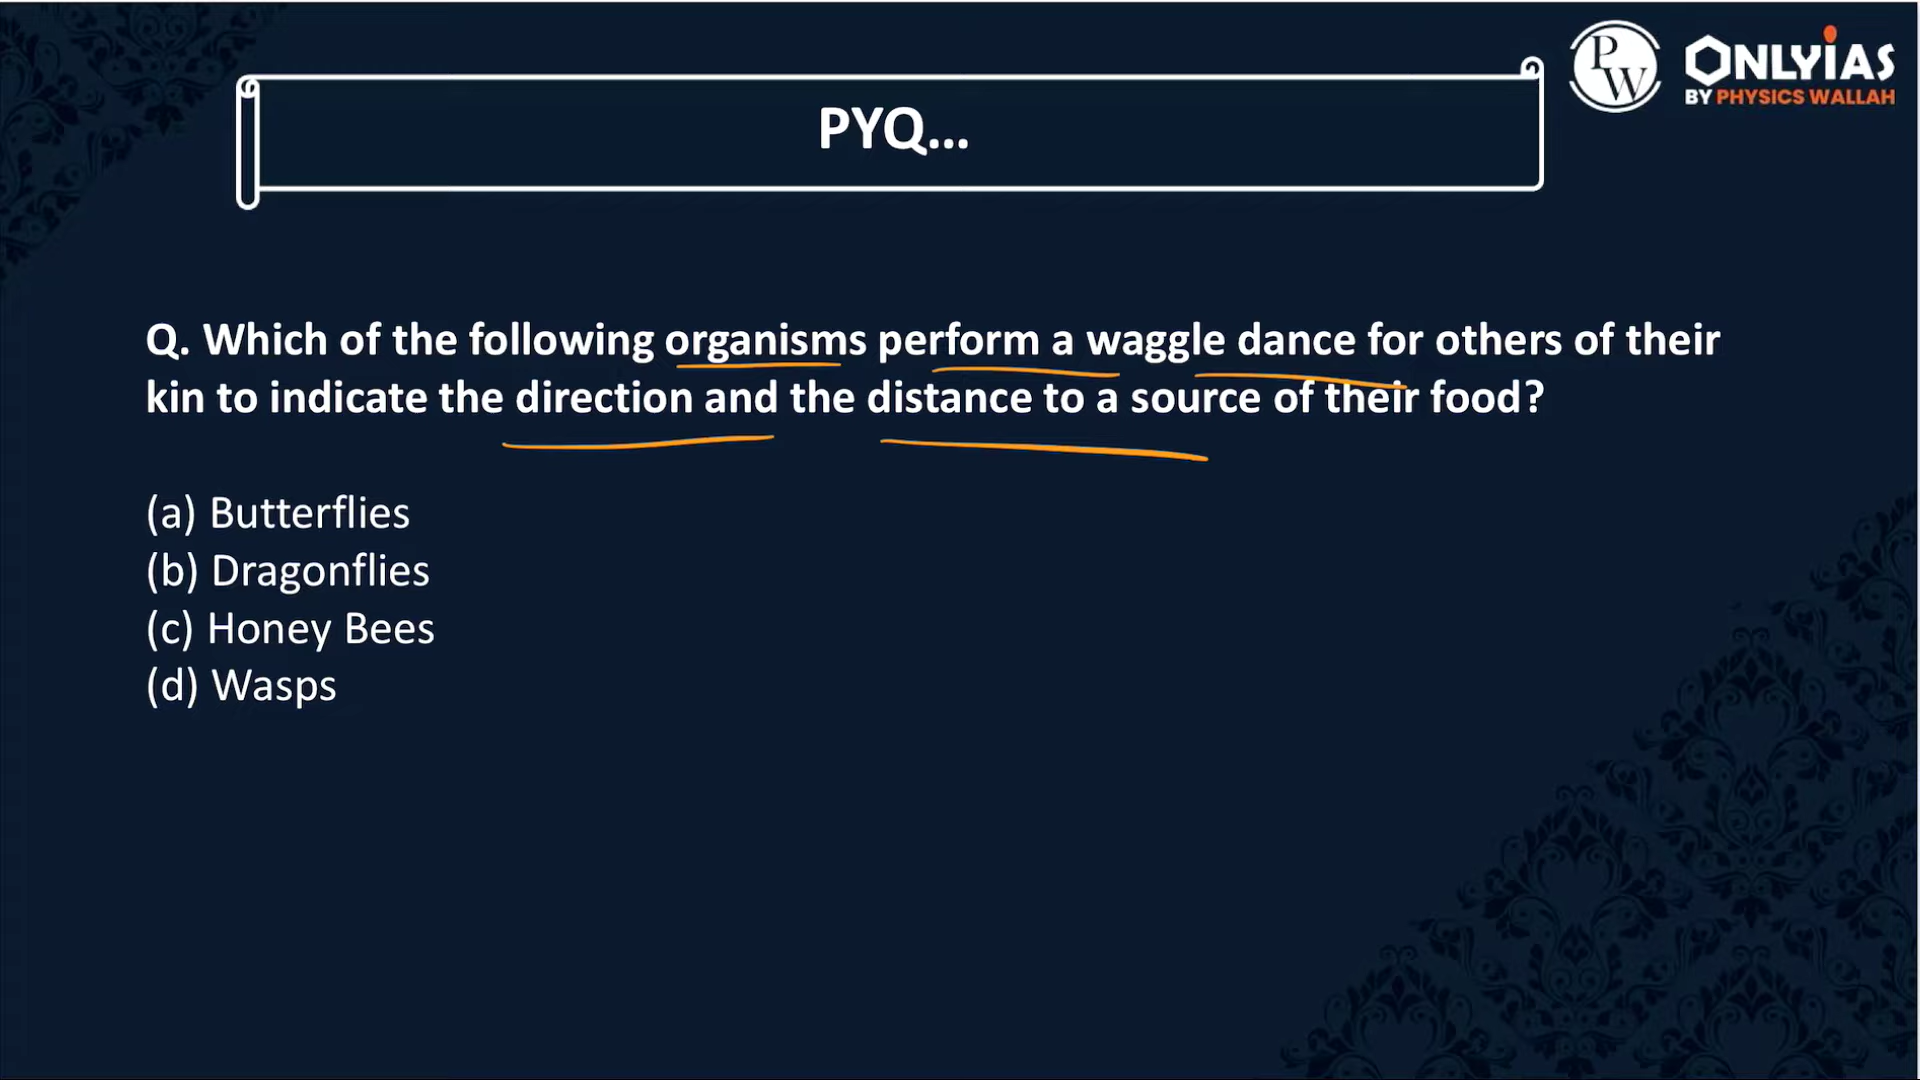 PW
ONLYIAS
BY PHYSICS WALLAH
PYQ...
Q. Which of the following organisms perform a waggle dance for others of their
kin to indicate the direction and the distance to a source of their food?
(a) Butterflies
(b) Dragonflies
(c) Honey Bees
(d) Wasps